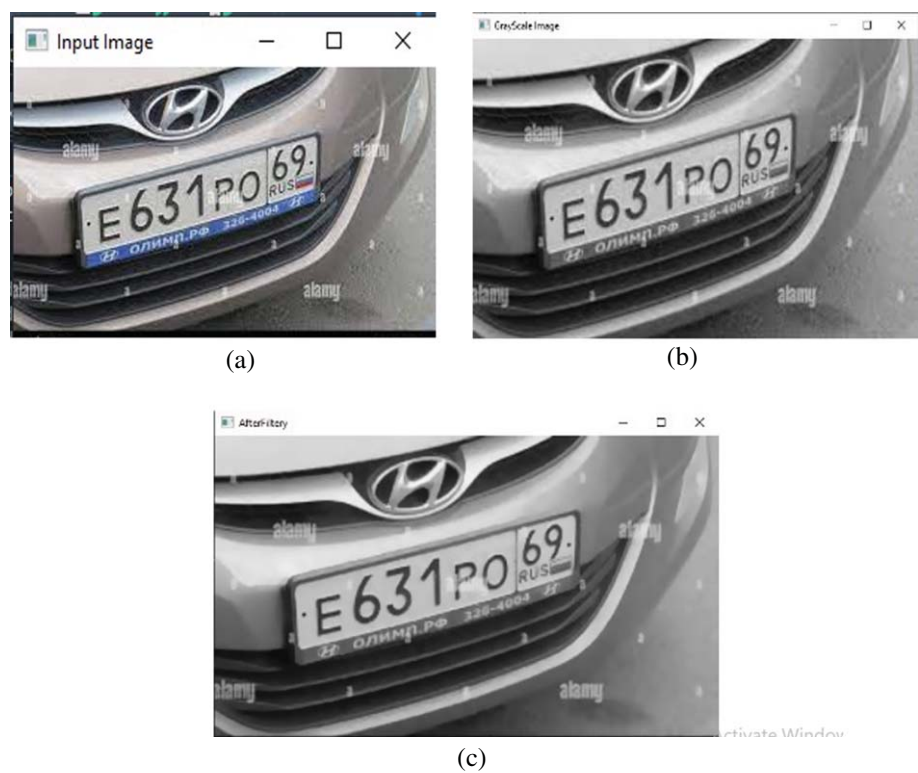 Input Image
alamy
alamy
E631PO 69
RUS
ОЛИМП.РФ 326-4004
alamy
alamy
(a)
GrayScale Image
alamy
alamy
E631PO 69
RUS
ОЛИМП.РФ 326-4004
alamy
alamy
(b)
AfterFiltery
alamy
alamy
E631PO 69
RUS
ОЛИМП.РФ 326-4004
alamy
alamy
(c)
Activate Window